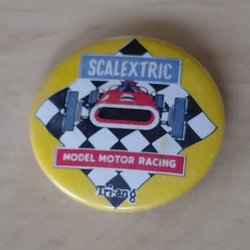 SCALEXTRIC
MODEL MOTOR RACING
Tri-ang